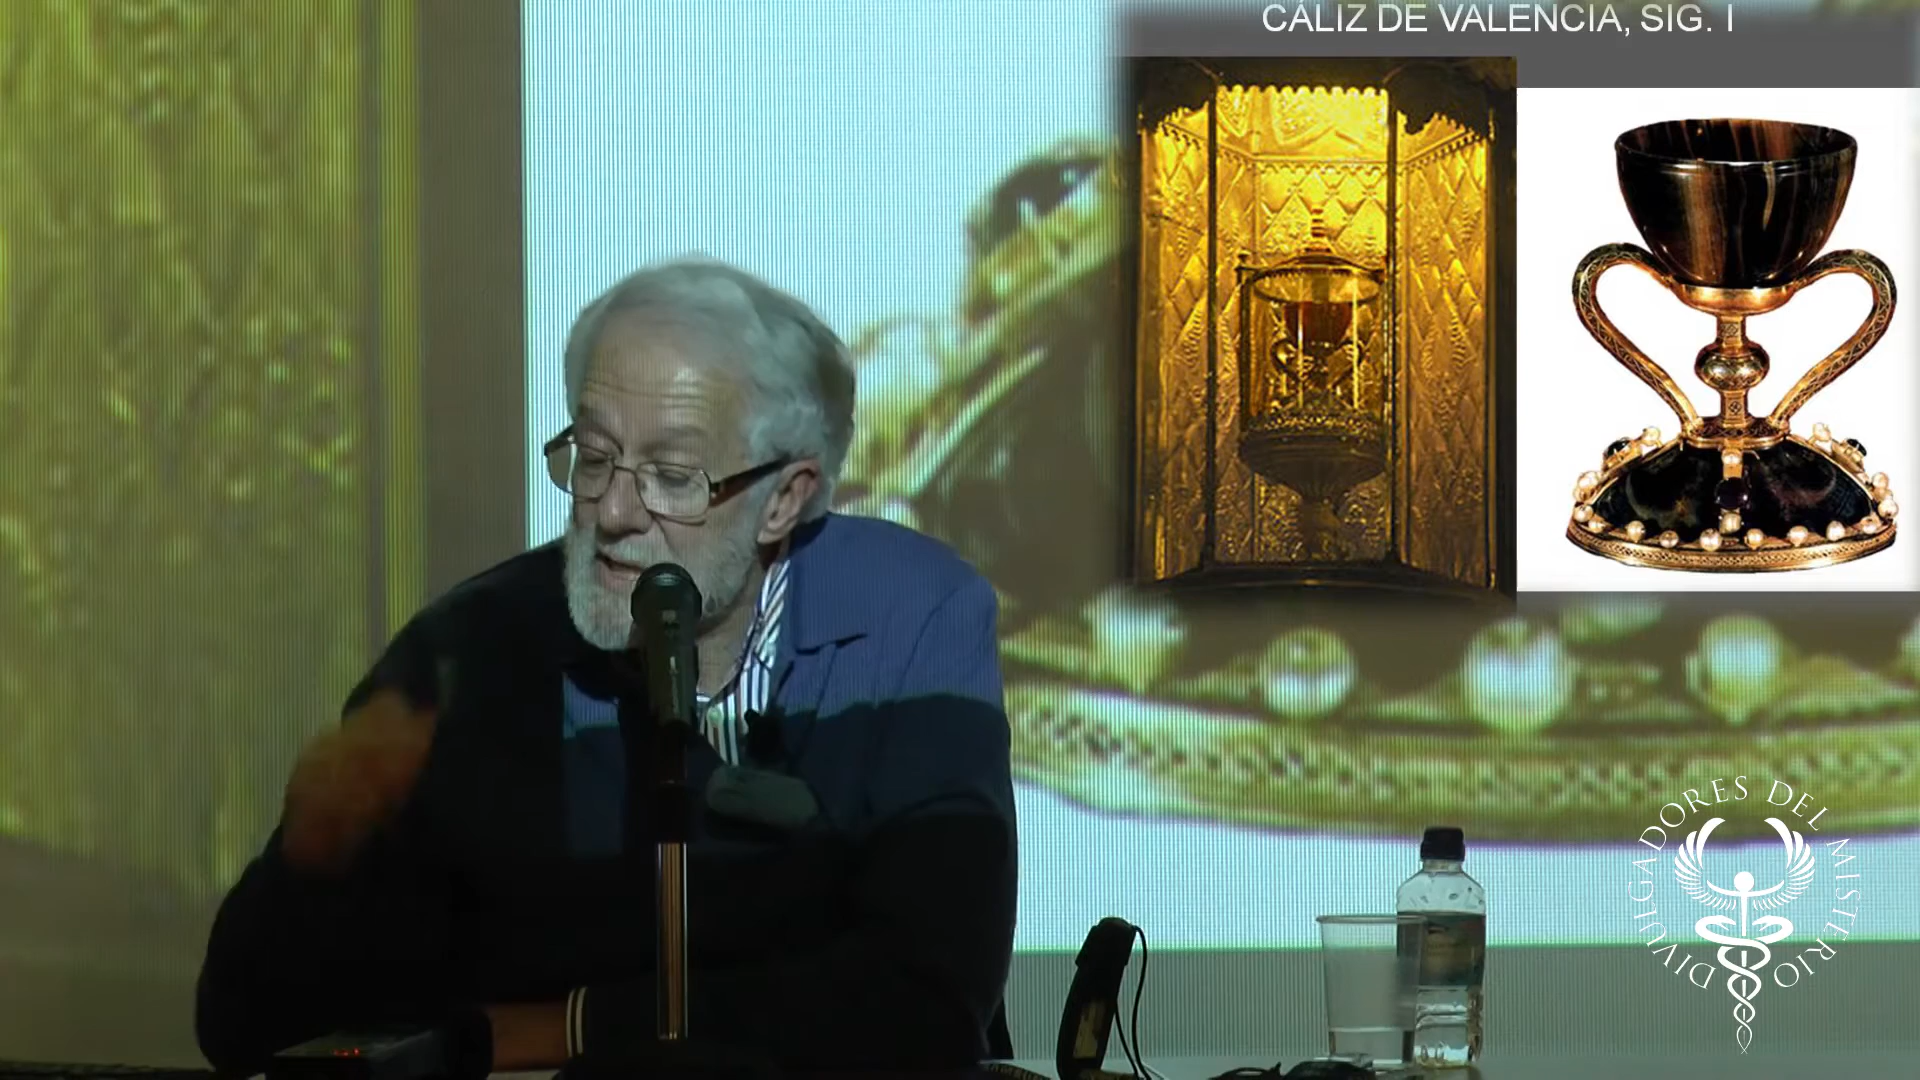 CÁLIZ DE VALENCIA, SIG. I
DIVULGADORES DEL MISTERIO